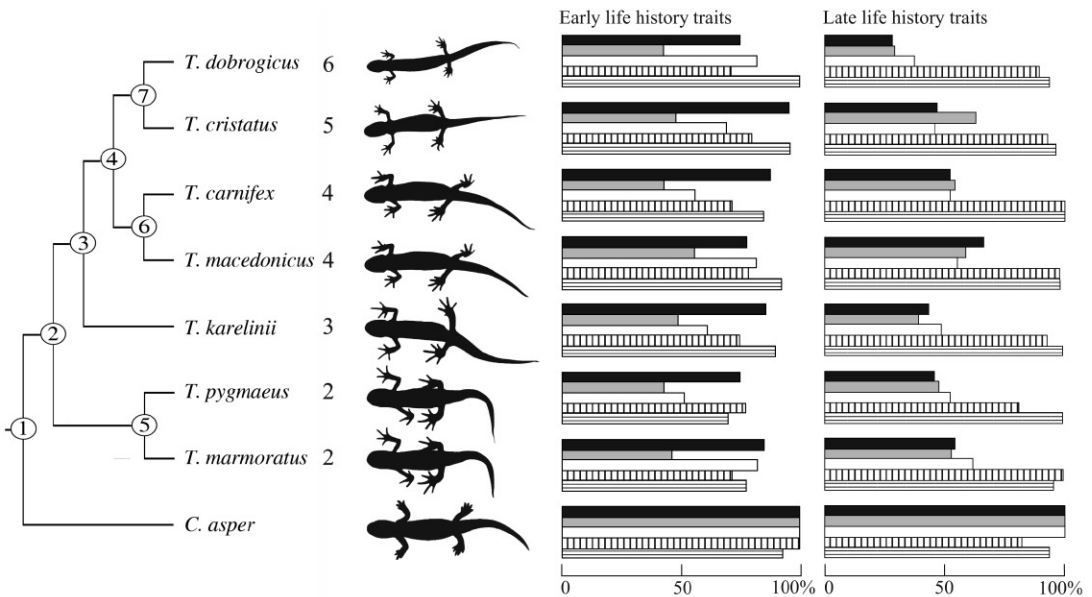 Early life history traits
Late life history traits
T. dobrogicus 6
7
T. cristatus 5
4
T. carnifex 4
6
3
T. macedonicus 4
T. karelinii 3
2
T. pygmaeus 2
1
5
T. marmoratus 2
C. asper
0 50 100%
0 50 100%